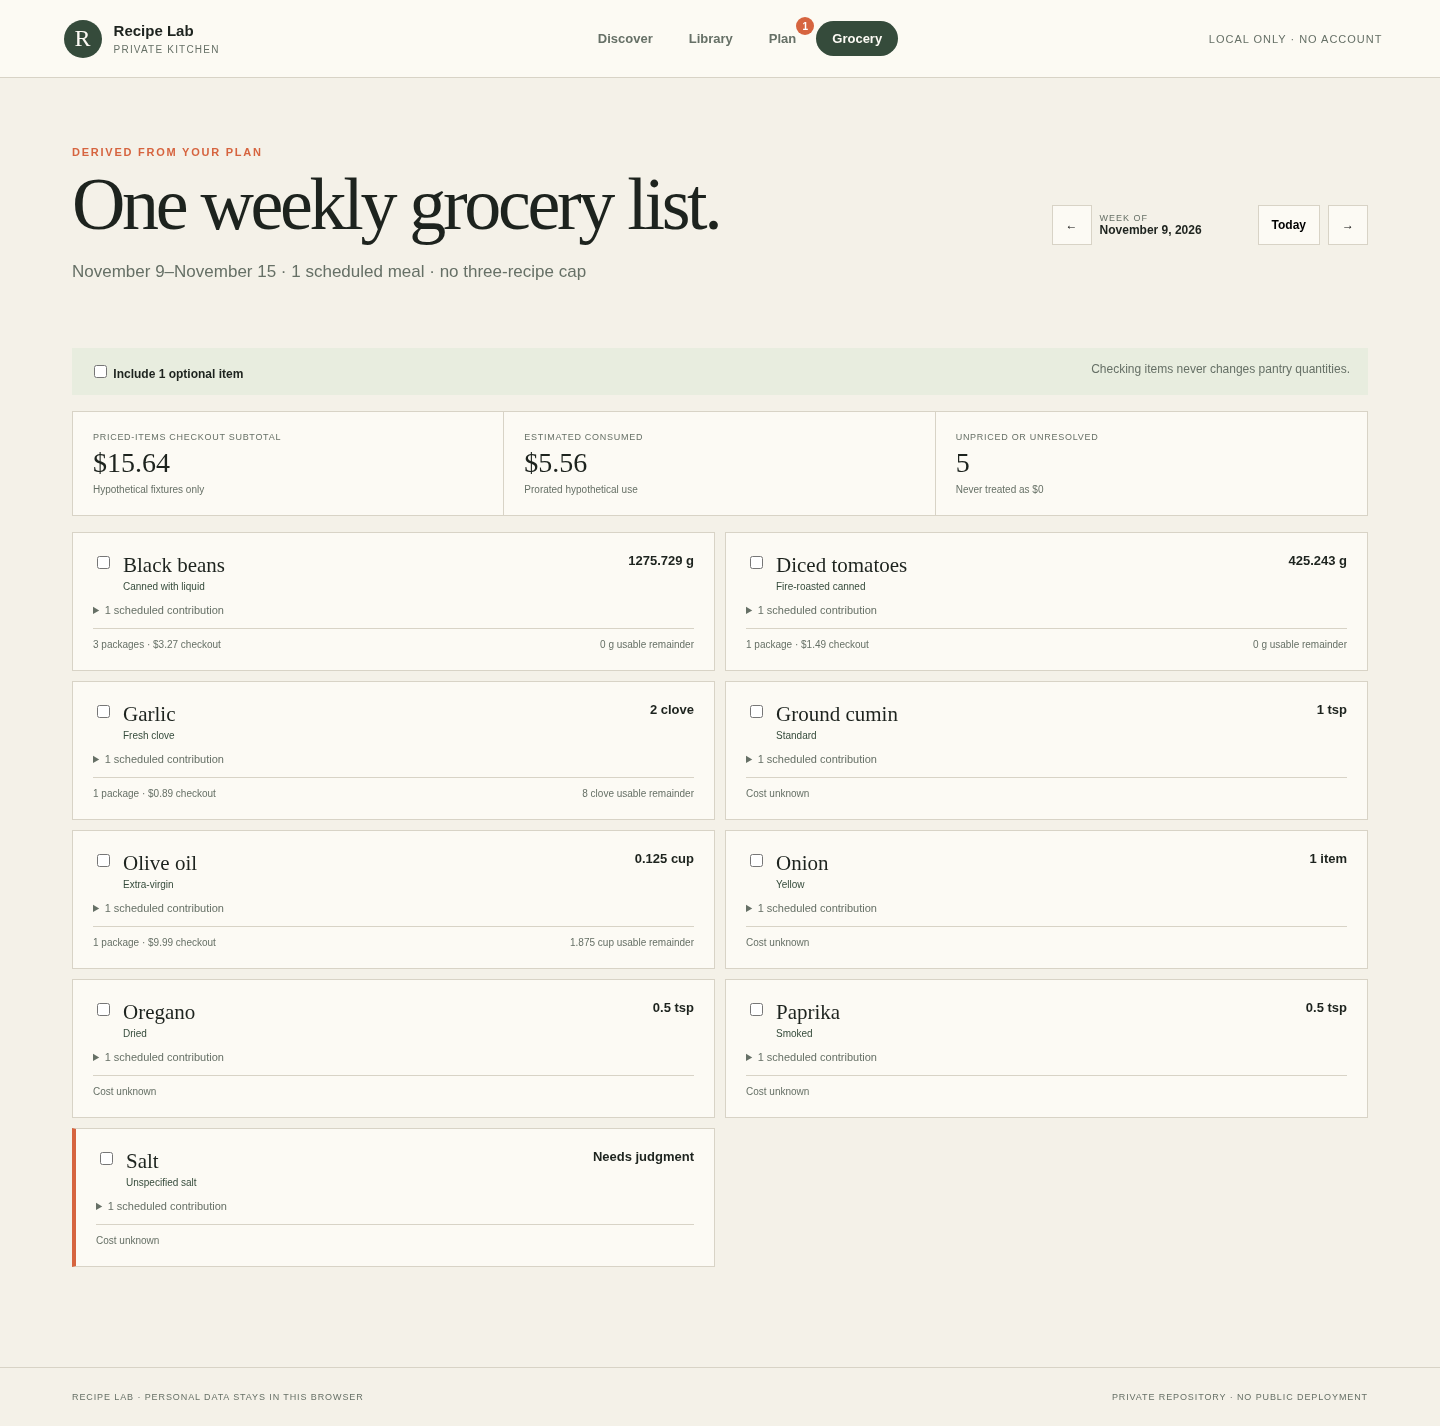 R
Recipe Lab
PRIVATE KITCHEN
Discover
Library
Plan
1
Grocery
LOCAL ONLY · NO ACCOUNT
DERIVED FROM YOUR PLAN
One weekly grocery list.
November 9–November 15 · 1 scheduled meal · no three-recipe cap
←
WEEK OF
November 9, 2026
Today
→
Include 1 optional item
Checking items never changes pantry quantities.
PRICED-ITEMS CHECKOUT SUBTOTAL
$15.64
Hypothetical fixtures only
ESTIMATED CONSUMED
$5.56
Prorated hypothetical use
UNPRICED OR UNRESOLVED
5
Never treated as $0
Black beans
1275.729 g
Canned with liquid
1 scheduled contribution
3 packages · $3.27 checkout
0 g usable remainder
Diced tomatoes
425.243 g
Fire-roasted canned
1 scheduled contribution
1 package · $1.49 checkout
0 g usable remainder
Garlic
2 clove
Fresh clove
1 scheduled contribution
1 package · $0.89 checkout
8 clove usable remainder
Ground cumin
1 tsp
Standard
1 scheduled contribution
Cost unknown
Olive oil
0.125 cup
Extra-virgin
1 scheduled contribution
1 package · $9.99 checkout
1.875 cup usable remainder
Onion
1 item
Yellow
1 scheduled contribution
Cost unknown
Oregano
0.5 tsp
Dried
1 scheduled contribution
Cost unknown
Paprika
0.5 tsp
Smoked
1 scheduled contribution
Cost unknown
Salt
Needs judgment
Unspecified salt
1 scheduled contribution
Cost unknown
RECIPE LAB · PERSONAL DATA STAYS IN THIS BROWSER
PRIVATE REPOSITORY · NO PUBLIC DEPLOYMENT